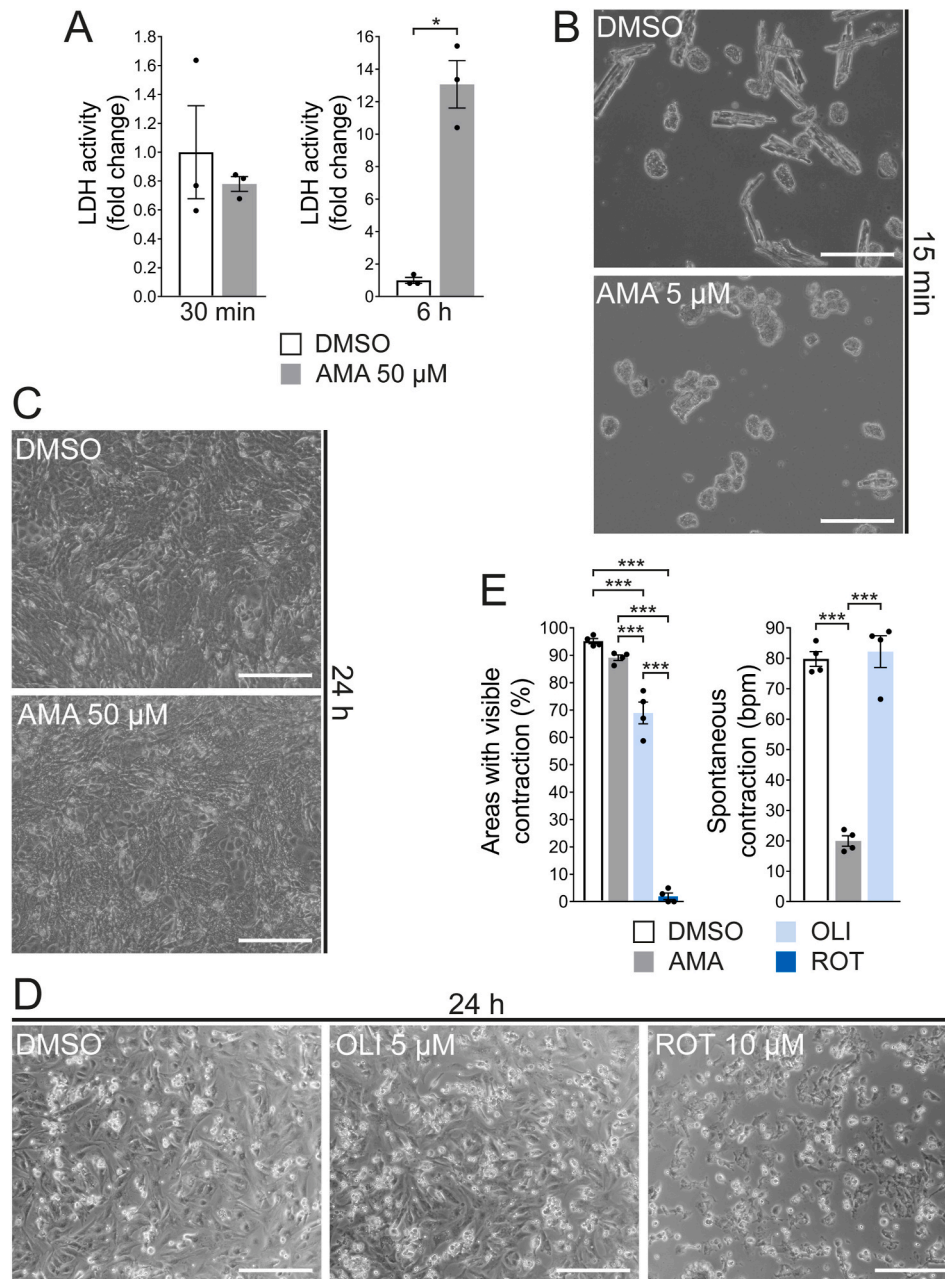 A
LDH activity
(fold change)
1.8
1.6
1.4
1.2
1.0
0.8
0.6
0.4
0.2
0.0
30 min
LDH activity
(fold change)
*
16
14
12
10
8
6
4
2
0
6 h
DMSO
AMA 50 µM
B
DMSO
AMA 5 µM
15 min
C
DMSO
AMA 50 µM
24 h
E
Areas with visible
contraction (%)
***
***
***
***
***
100
90
80
70
60
50
40
30
20
10
0
Spontaneous
contraction (bpm)
*** ***
90
80
70
60
50
40
30
20
10
0
DMSO OLI
AMA ROT
D
24 h
DMSO
OLI 5 µM
ROT 10 µM